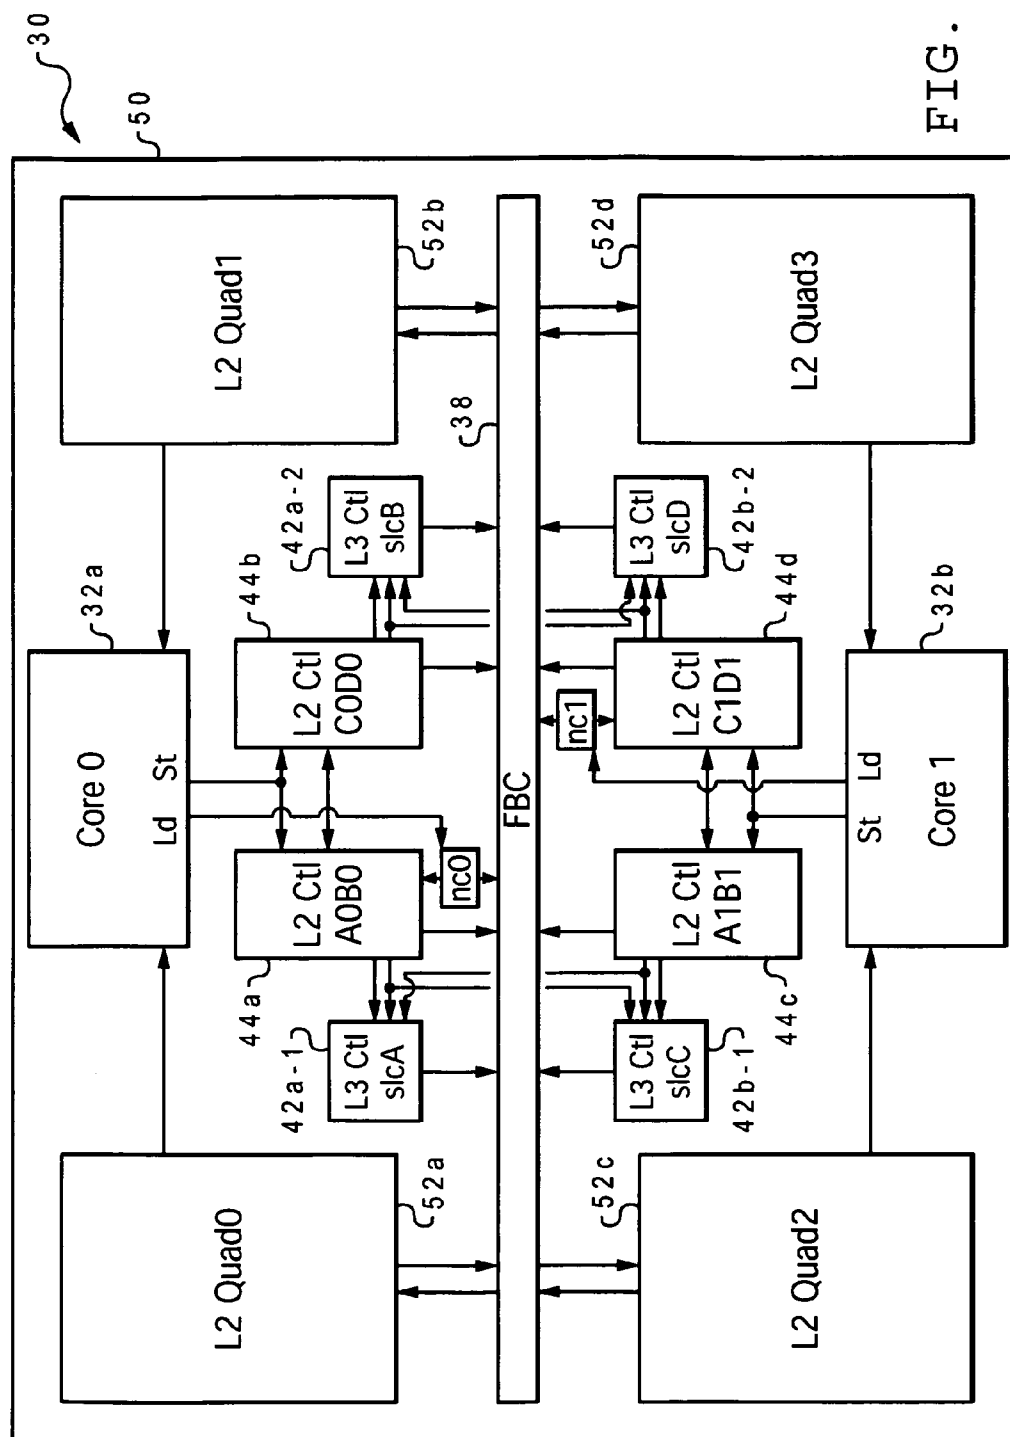 30
50
L2 Quad0
52a
Core 0
Ld
St
32a
L2 Quad1
52b
L3 Ctl
slcA
42a-1
L2 Ctl
A0B0
44a
nc0
L2 Ctl
C0D0
44b
L3 Ctl
slcB
42a-2
FBC
38
L3 Ctl
slcC
42b-1
L2 Ctl
A1B1
44c
nc1
L2 Ctl
C1D1
44d
L3 Ctl
slcD
42b-2
L2 Quad2
52c
St
Ld
Core 1
32b
L2 Quad3
52d
FIG.